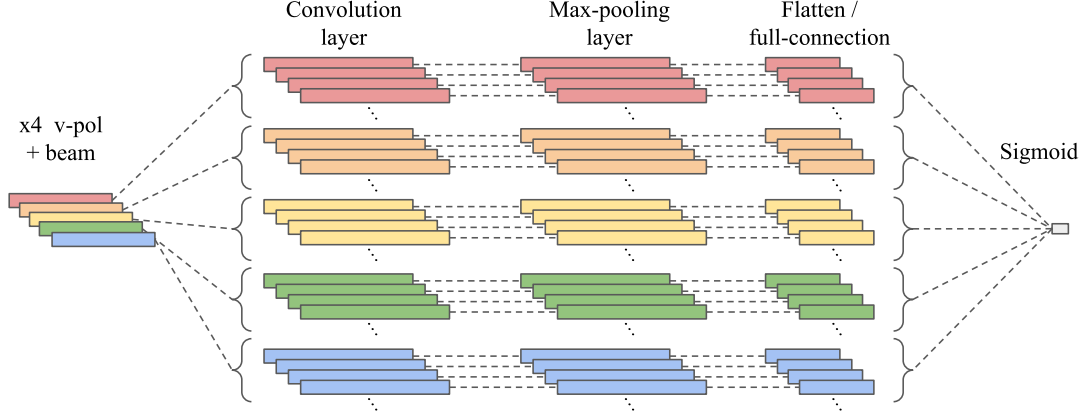 Convolution
layer
Max-pooling
layer
Flatten /
full-connection
x4 v-pol
+ beam
Sigmoid